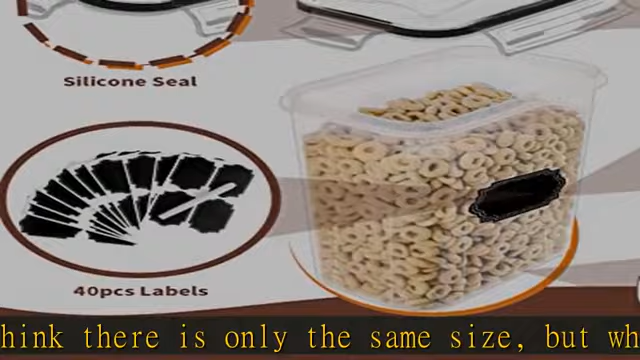 Silicone Seal
40pcs Labels
hink there is only the same size, but wh